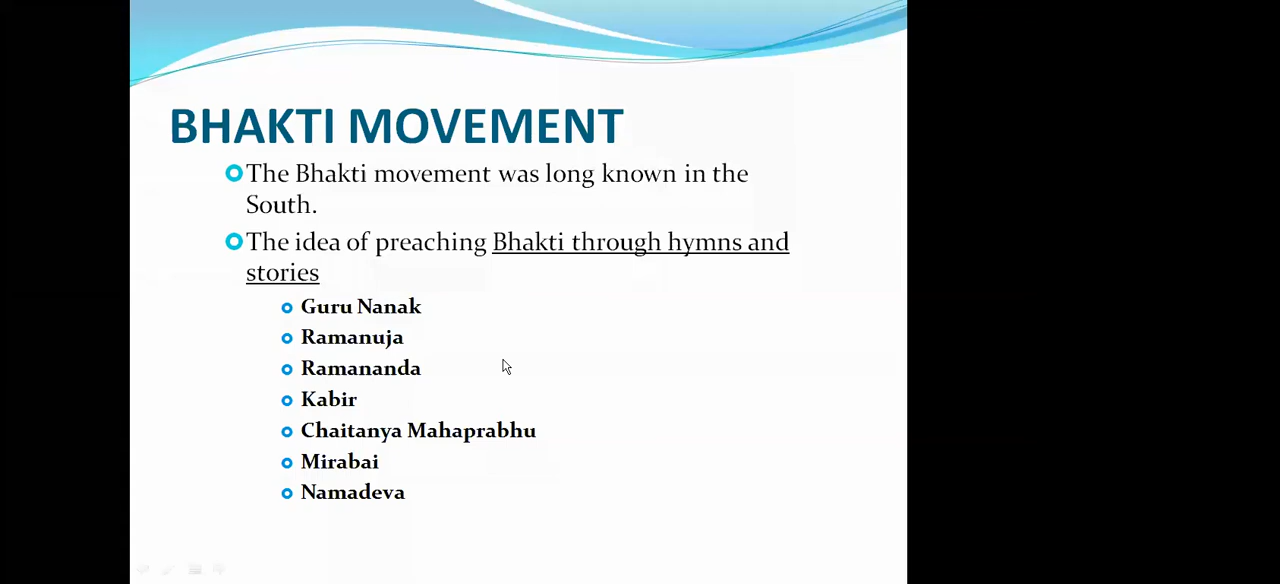 BHAKTI MOVEMENT
The Bhakti movement was long known in the
South.
The idea of preaching Bhakti through hymns and
stories
Guru Nanak
Ramanuja
Ramananda
Kabir
Chaitanya Mahaprabhu
Mirabai
Namadeva